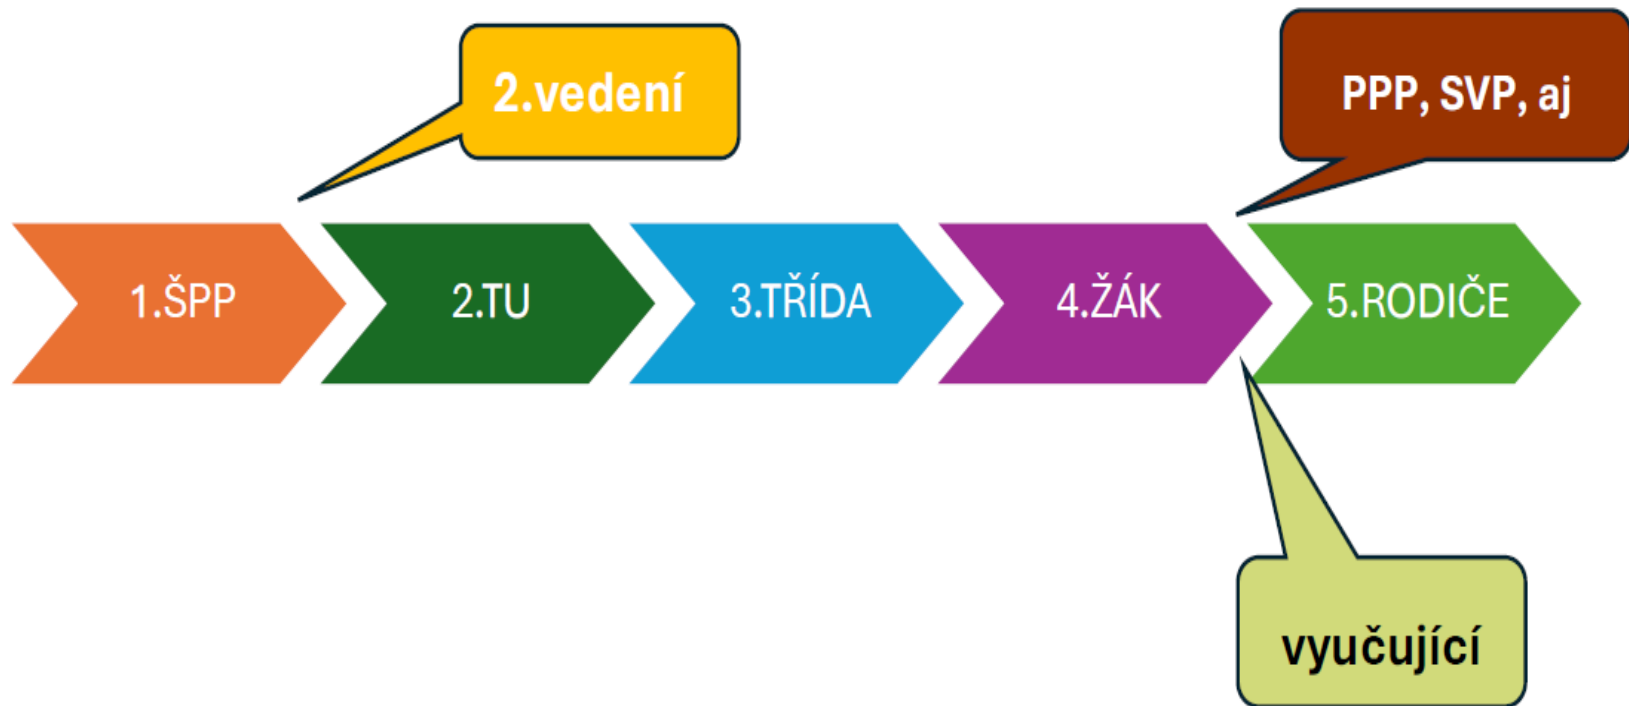 2.vedení
PPP, SVP, aj
1.ŠPP
2.TU
3.TŘÍDA
4.ŽÁK
5.RODIČE
vyučující